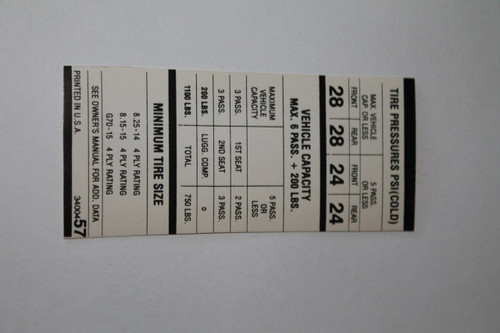 TIRE PRESSURES PSI(COLD)
MAX. VEHICLE 5 PASS.
CAP OR LESS OR LESS
FRONT REAR FRONT REAR
28 28 24 24
VEHICLE CAPACITY
MAX. 6 PASS. + 200 LBS.
MAXIMUM 5 PASS.
VEHICLE OR
CAPACITY LESS
3 PASS. 1ST SEAT 2 PASS.
3 PASS. 2ND SEAT 3 PASS.
200 LBS. LUGG. COMP. 0
1100 LBS. TOTAL 750 LBS.
MINIMUM TIRE SIZE
8.25-14 4 PLY RATING
8.15-15 4 PLY RATING
G70-15 4 PLY RATING
SEE OWNER'S MANUAL FOR ADD. DATA
PRINTED IN U.S.A. 3400457